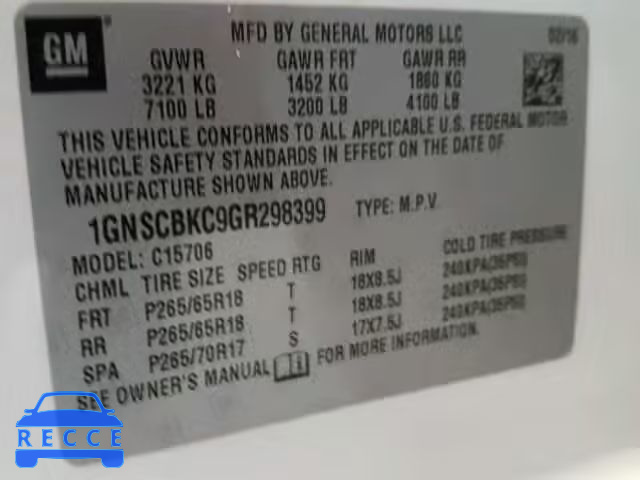 GM
MFD BY GENERAL MOTORS LLC
02/16
GVWR GAWR FRT GAWR RR
3221 KG 1452 KG 1860 KG
7100 LB 3200 LB 4100 LB
THIS VEHICLE CONFORMS TO ALL APPLICABLE U.S. FEDERAL MOTOR
VEHICLE SAFETY STANDARDS IN EFFECT ON THE DATE OF
MANUFACTURE SHOWN ABOVE.
1GNSCBKC9GR298399 TYPE: M.P.V
MODEL: C15706
CHML TIRE SIZE SPEED RTG RIM COLD TIRE PRESSURE
FRT P265/65R18 T 18X8.5J 240KPA(35PSI)
RR P265/65R18 T 18X8.5J 240KPA(35PSI)
SPA P265/70R17 S 17X7.5J 240KPA(35PSI)
SEE OWNER'S MANUAL FOR MORE INFORMATION.
RECCE